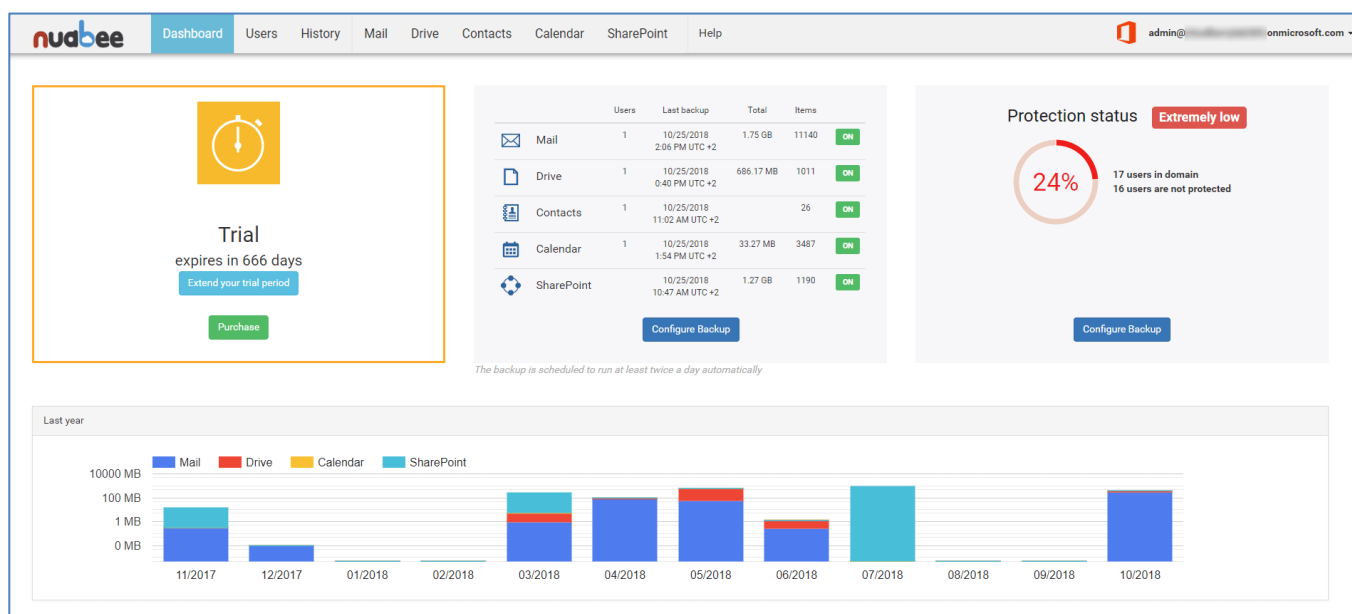 nuabee Dashboard Users History Mail Drive Contacts Calendar SharePoint Help admin@ onmicrosoft.com
Trial
expires in 666 days
Extend your trial period
Purchase
Users Last backup Total Items
Mail 1 10/25/2018 1.75 GB 11140 ON
2:06 PM UTC +2
Drive 1 10/25/2018 686.17 MB 1011 ON
0:40 PM UTC +2
Contacts 1 10/25/2018 26 ON
11:02 AM UTC +2
Calendar 1 10/25/2018 33.27 MB 3487 ON
1:54 PM UTC +2
SharePoint 10/25/2018 1.27 GB 1190 ON
10:47 AM UTC +2
Configure Backup
The backup is scheduled to run at least twice a day automatically
Protection status Extremely low
24%
17 users in domain
16 users are not protected
Configure Backup
Last year
Mail Drive Calendar SharePoint
10000 MB
100 MB
1 MB
0 MB
11/2017 12/2017 01/2018 02/2018 03/2018 04/2018 05/2018 06/2018 07/2018 08/2018 09/2018 10/2018